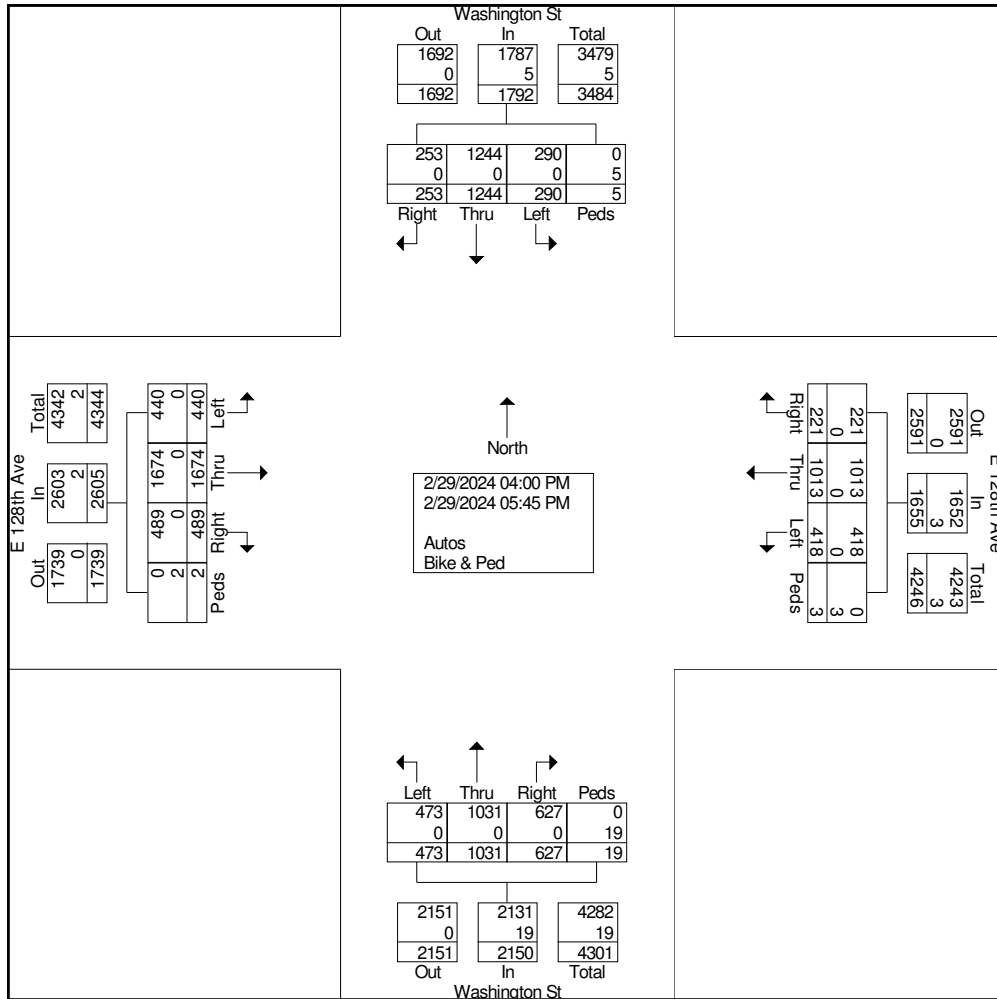 Washington St
Out In Total
1692 1787 3479
0 5 5
1692 1792 3484
253 1244 290 0
0 0 0 5
253 1244 290 5
Right Thru Left Peds
E 128th Ave
Total In Out
4342 2603 1739
2 2 0
4344 2605 1739
440 1674 489 0
0 0 0 2
440 1674 489 2
Left Thru Right Peds
North
2/29/2024 04:00 PM
2/29/2024 05:45 PM
Autos
Bike & Ped
E 128th Ave
Out In Total
2591 1652 4243
0 3 3
2591 1655 4246
221 1013 418 0
0 0 0 3
221 1013 418 3
Right Thru Left Peds
Left Thru Right Peds
473 1031 627 0
0 0 0 19
473 1031 627 19
2151 2131 4282
0 19 19
2151 2150 4301
Out In Total
Washington St